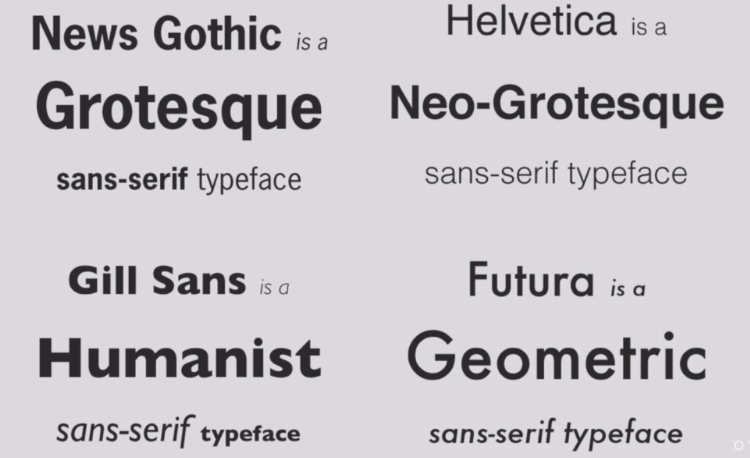 News Gothic is a
Grotesque
sans-serif typeface
Helvetica is a
Neo-Grotesque
sans-serif typeface
Gill Sans is a
Humanist
sans-serif typeface
Futura is a
Geometric
sans-serif typeface